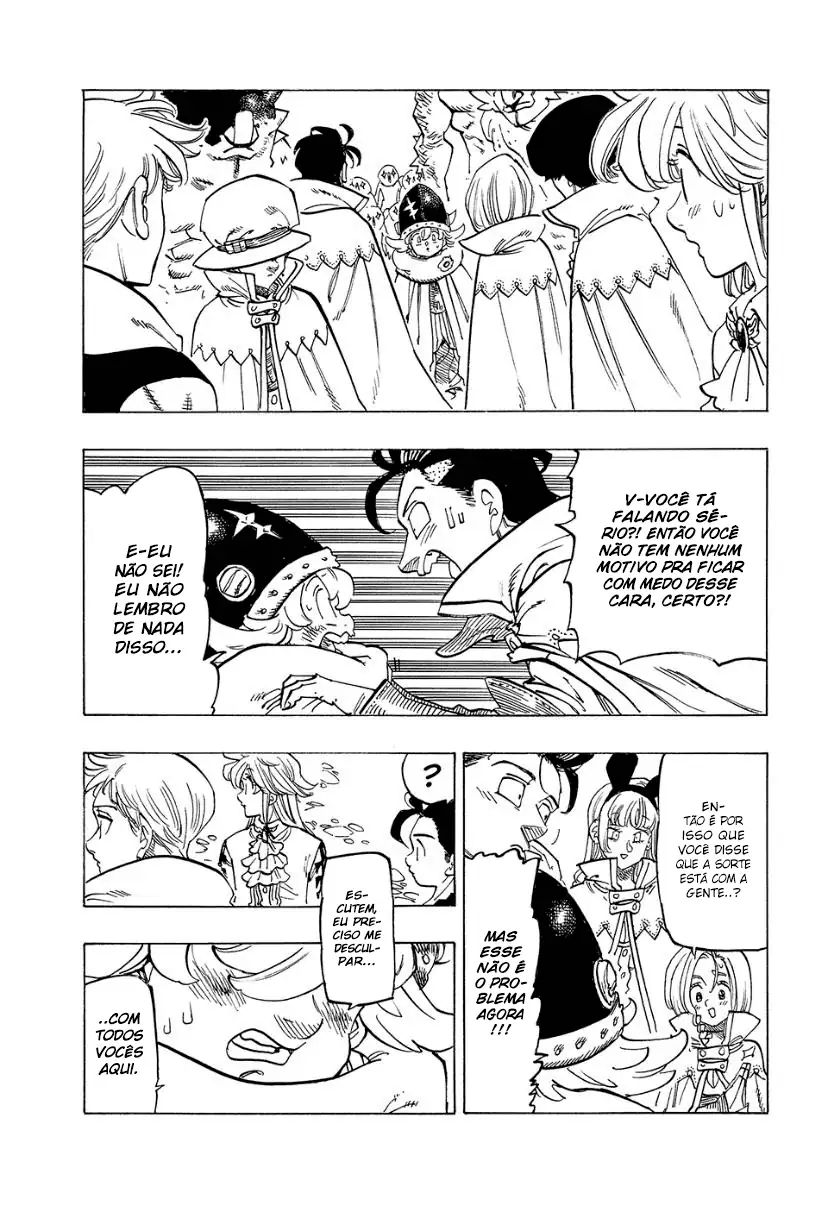 V-VOCÊ TÁ
FALANDO SÉ-
RIO?! ENTÃO VOCÊ
NÃO TEM NENHUM
MOTIVO PRA FICAR
COM MEDO DESSE
CARA, CERTO?!
E-EU
NÃO SEI!
EU NÃO
LEMBRO
DE NADA
DISSO...
EN-
TÃO É POR
ISSO QUE
VOCÊ DISSE
QUE A SORTE
ESTÁ COM A
GENTE..?
MAS
ESSE
NÃO É
O PRO-
BLEMA
AGORA
!!!
?
ES-
CUTEM,
EU PRE-
CISO ME
DESCUL-
PAR...
..COM
TODOS
VOCÊS
AQUI.